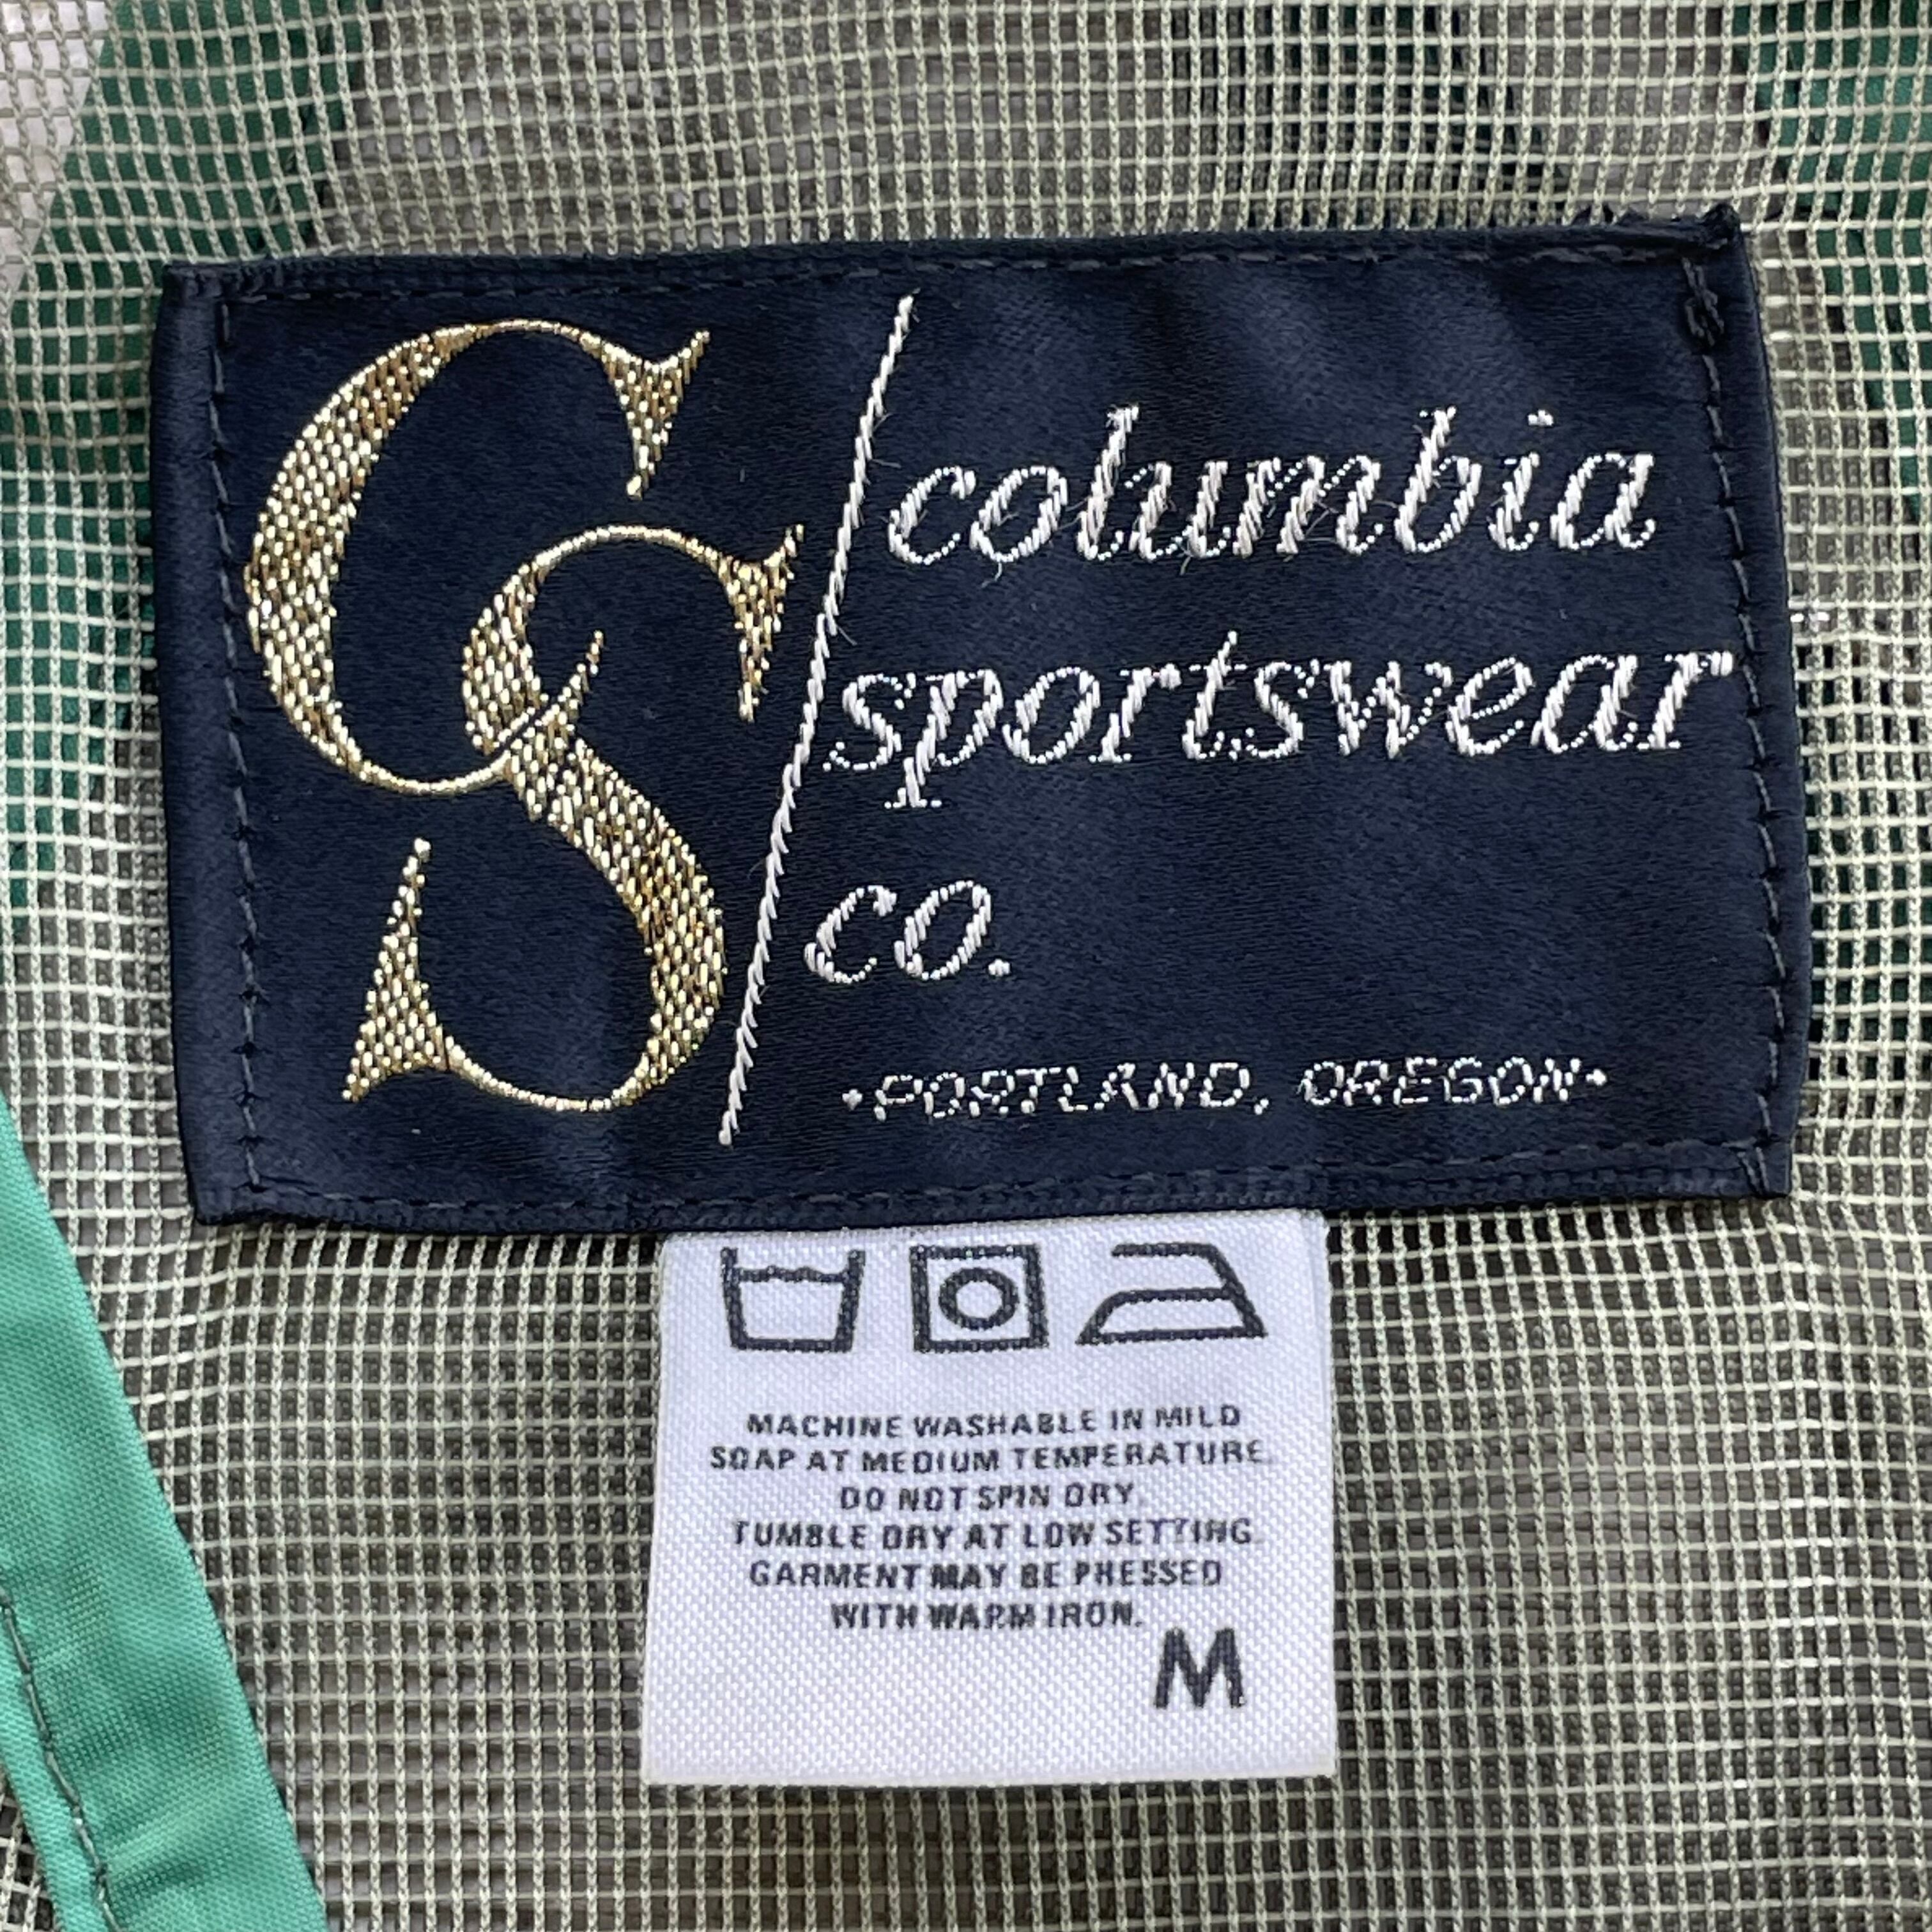 CS
columbia
sportswear
co.
•PORTLAND, OREGON•
MACHINE WASHABLE IN MILD
SOAP AT MEDIUM TEMPERATURE.
DO NOT SPIN DRY.
TUMBLE DRY AT LOW SETTING.
GARMENT MAY BE PRESSED
WITH WARM IRON.
M